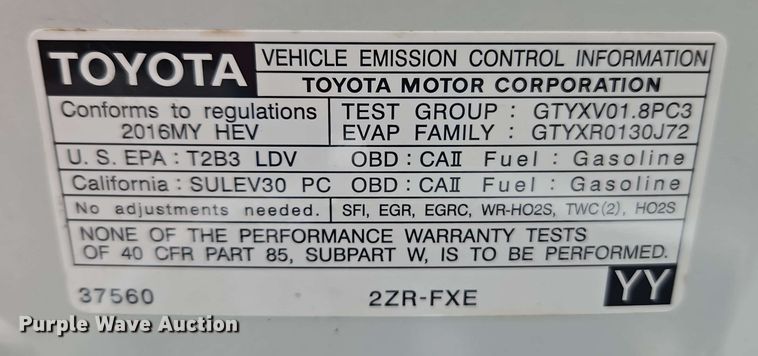 TOYOTA
VEHICLE EMISSION CONTROL INFORMATION
TOYOTA MOTOR CORPORATION
Conforms to regulations
2016MY HEV
TEST GROUP : GTYXV01.8PC3
EVAP FAMILY : GTYXR0130J72
U. S. EPA : T2B3 LDV OBD : CAII Fuel : Gasoline
California : SULEV30 PC OBD : CAII Fuel : Gasoline
No adjustments needed. SFI, EGR, EGRC, WR-HO2S, TWC(2), HO2S
NONE OF THE PERFORMANCE WARRANTY TESTS
OF 40 CFR PART 85, SUBPART W, IS TO BE PERFORMED.
37560 2ZR-FXE YY
Purple Wave Auction